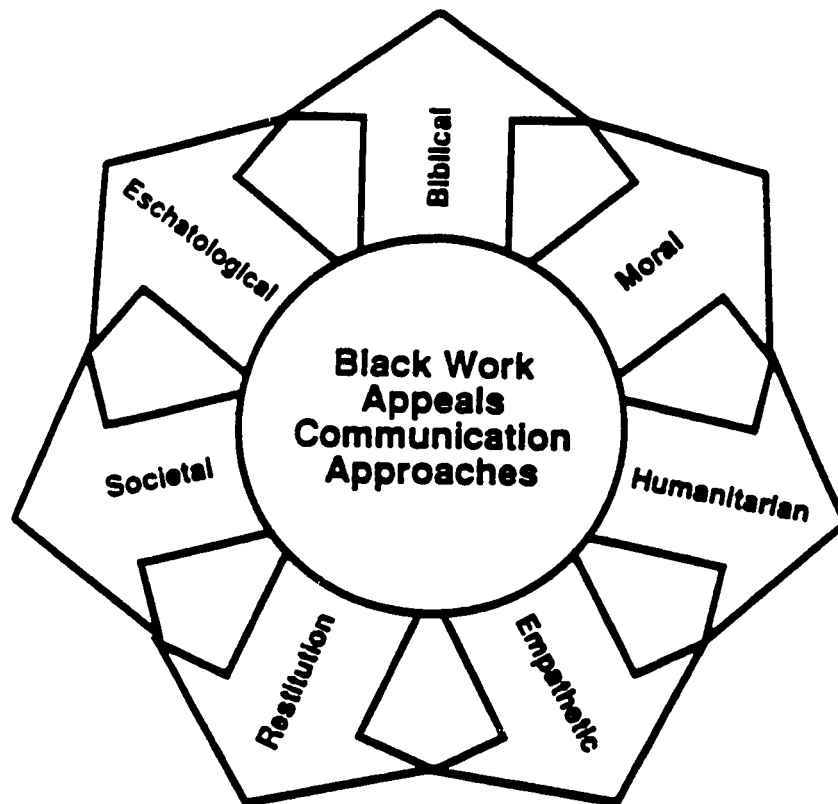 Biblical
Moral
Humanitarian
Empathetic
Restitution
Societal
Eschatological
Black Work
Appeals
Communication
Approaches